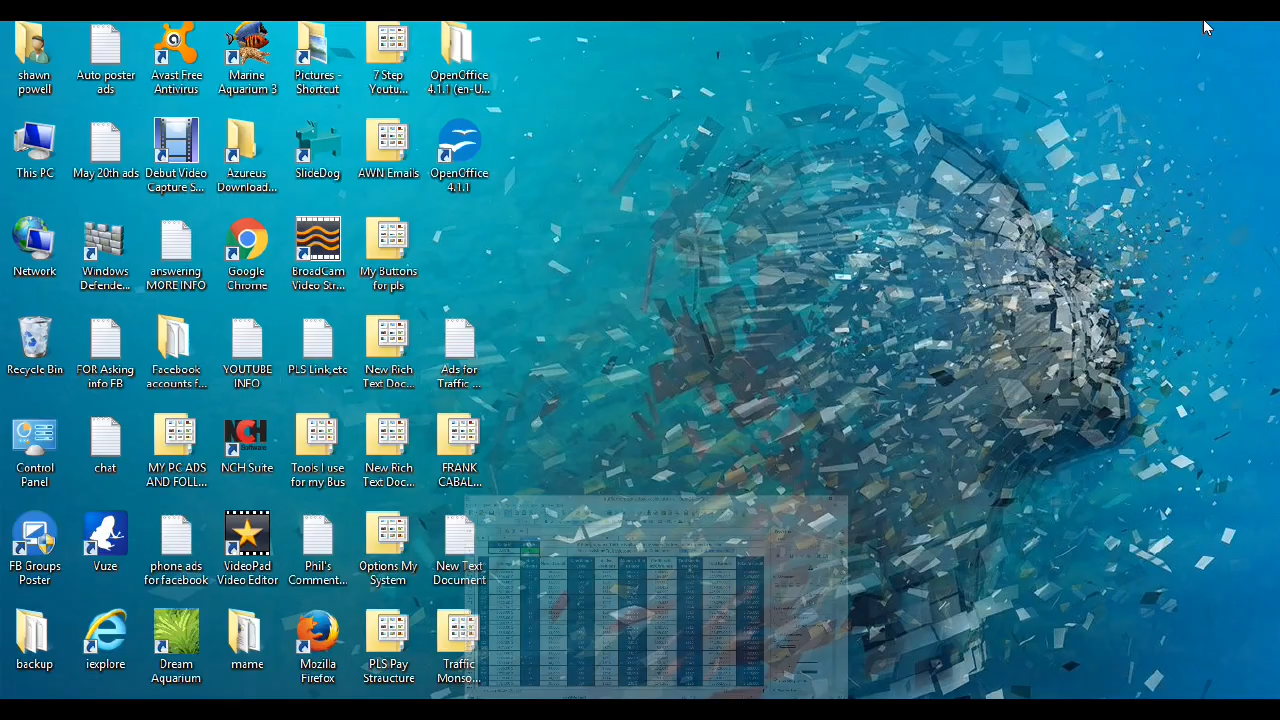 shawn
powell
Auto poster
ads
Avast Free
Antivirus
Marine
Aquarium 3
Pictures -
Shortcut
7 Step
Youtu...
OpenOffice
4.1.1 (en-U...
This PC
May 20th ads
Debut Video
Capture S...
Azureus
Download...
SlideDog
AWN Emails
OpenOffice
4.1.1
Network
Windows
Defende...
answering
MORE INFO
Google
Chrome
BroadCam
Video Str...
My Buttons
for pls
Recycle Bin
FOR Asking
info FB
Facebook
accounts f...
YOUTUBE
INFO
PLS Link,etc
New Rich
Text Doc...
Ads for
Traffic ...
Control
Panel
chat
MY PC ADS
AND FOLL...
NCH
NCH Suite
Tools I use
for my Bus
New Rich
Text Doc...
FRANK
CABAL...
FB Groups
Poster
Vuze
phone ads
for facebook
VideoPad
Video Editor
Phil's
Comment...
Options My
System
New Text
Document
backup
iexplore
Dream
Aquarium
mame
Mozilla
Firefox
PLS Pay
Straucture
Traffic
Monso...